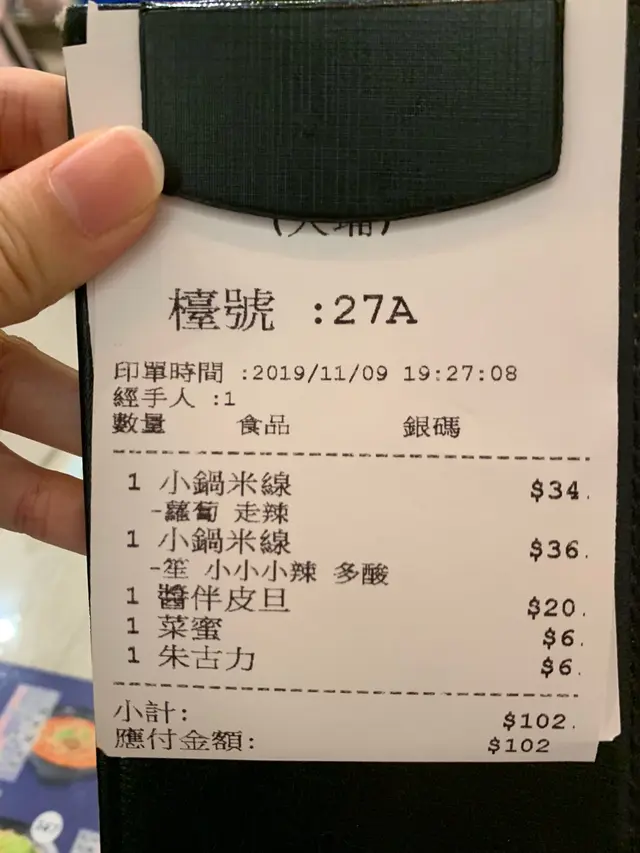 檯號 :27A
印單時間 :2019/11/09 19:27:08
經手人 :1
數量 食品 銀碼
1 小鍋米線 $34.
-蘿蔔 走辣
1 小鍋米線 $36.
-笙 小小小辣 多酸
1 醬伴皮旦 $20.
1 菜蜜 $6.
1 朱古力 $6.
小計: $102.
應付金額: $102